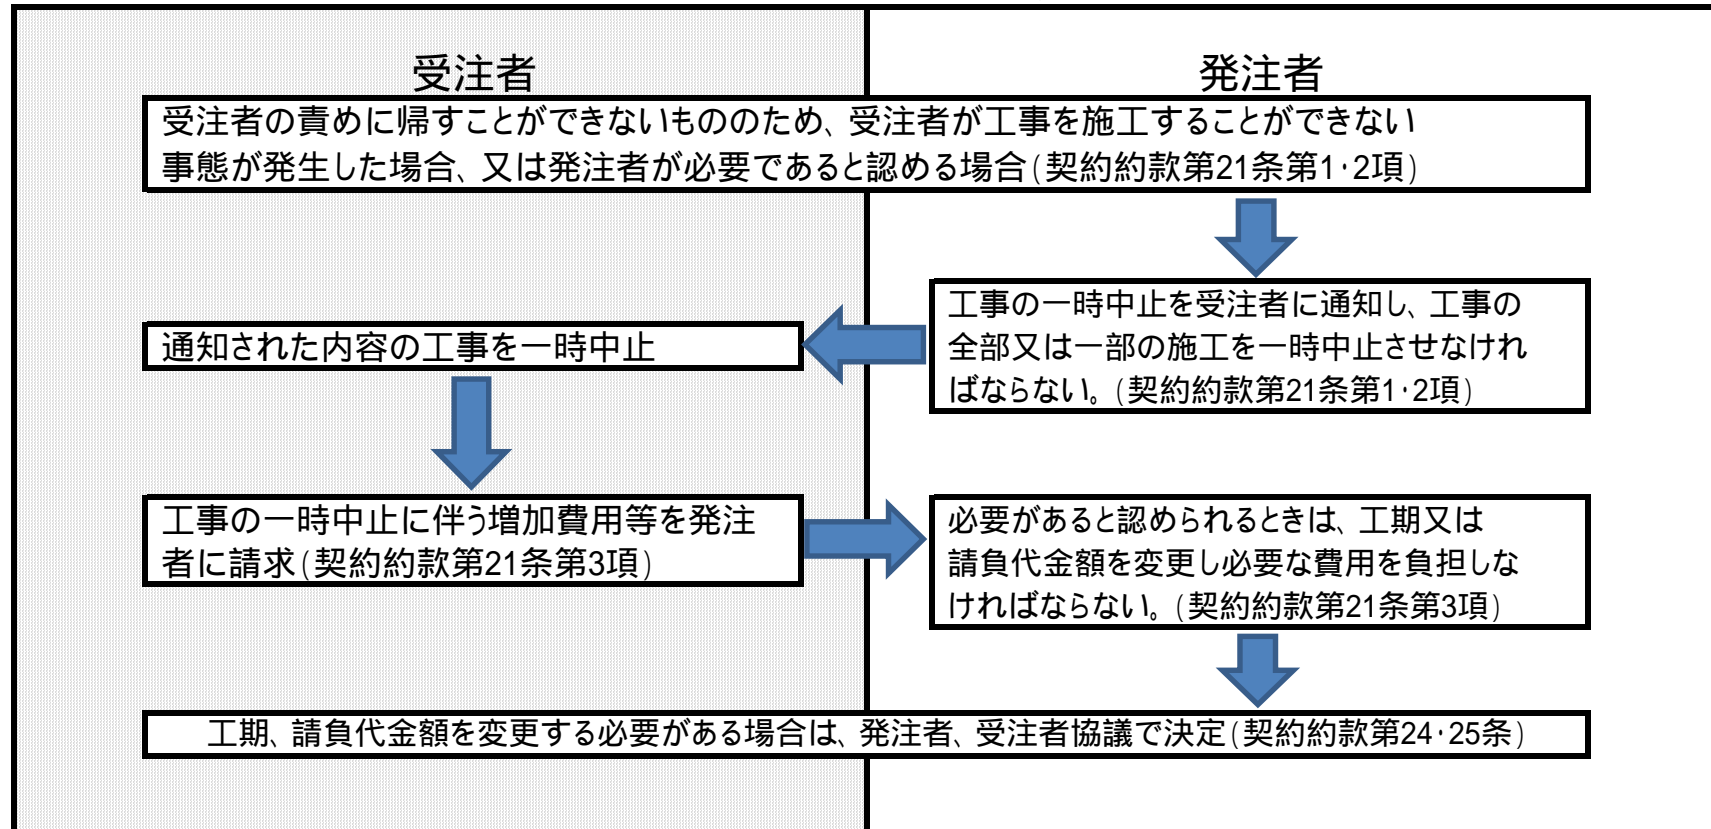 受注者
発注者
受注者の責めに帰すことができないもののため、受注者が工事を施工することができない
事態が発生した場合、又は発注者が必要であると認める場合(契約約款第21条第1・2項)
工事の一時中止を受注者に通知し、工事の
全部又は一部の施工を一時中止させなけれ
ばならない。(契約約款第21条第1・2項)
通知された内容の工事を一時中止
工事の一時中止に伴う増加費用等を発注
者に請求(契約約款第21条第3項)
必要があると認められるときは、工期又は
請負代金額を変更し必要な費用を負担しな
ければならない。(契約約款第21条第3項)
工期、請負代金額を変更する必要がある場合は、発注者、受注者協議で決定(契約約款第24・25条)